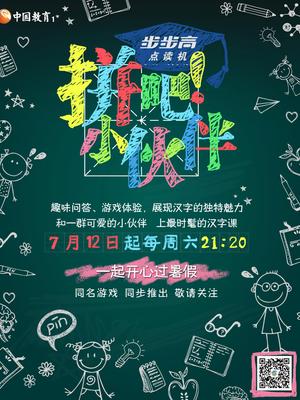 中国教育1
步步高
点读机
拼吧!
小伙伴
趣味问答、游戏体验,展现汉字的独特魅力
和一群可爱的小伙伴 上最时髦的汉字课
7月12日起每周六21:20
一起开心过暑假
同名游戏 同步推出 敬请关注
Pin